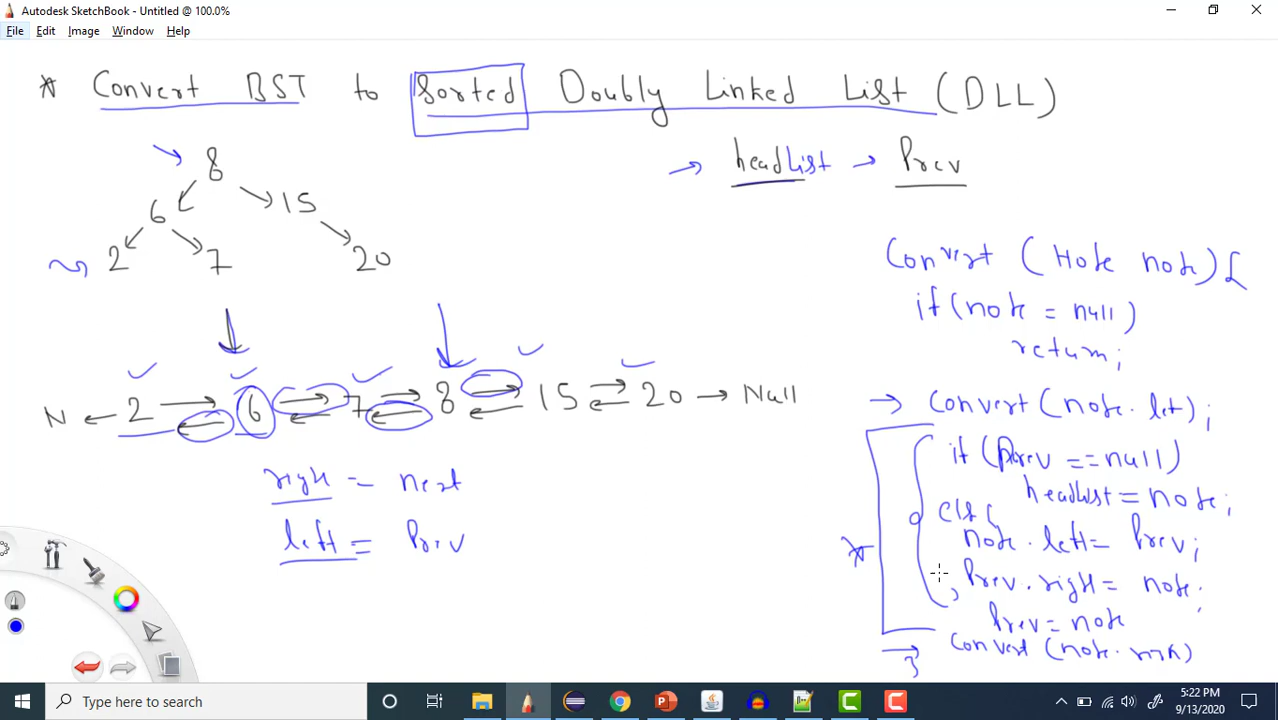 Autodesk SketchBook - Untitled @ 100.0%
File Edit Image Window Help
* Convert BST to Sorted Doubly Linked List (DLL)
→ headlist → Prev
8
6 15
2 7 20
N ← 2 6 7 8 15 20 → Null
right = next
left = Prev
Convert (Node node) {
if (node = null)
return;
→ Convert (node. left);
if (Prev == null)
headlist = node;
else {
node. left = Prev;
Prev. right = node;
}
Prev = node
Convert (node. right)
}
Type here to search
5:22 PM
9/13/2020